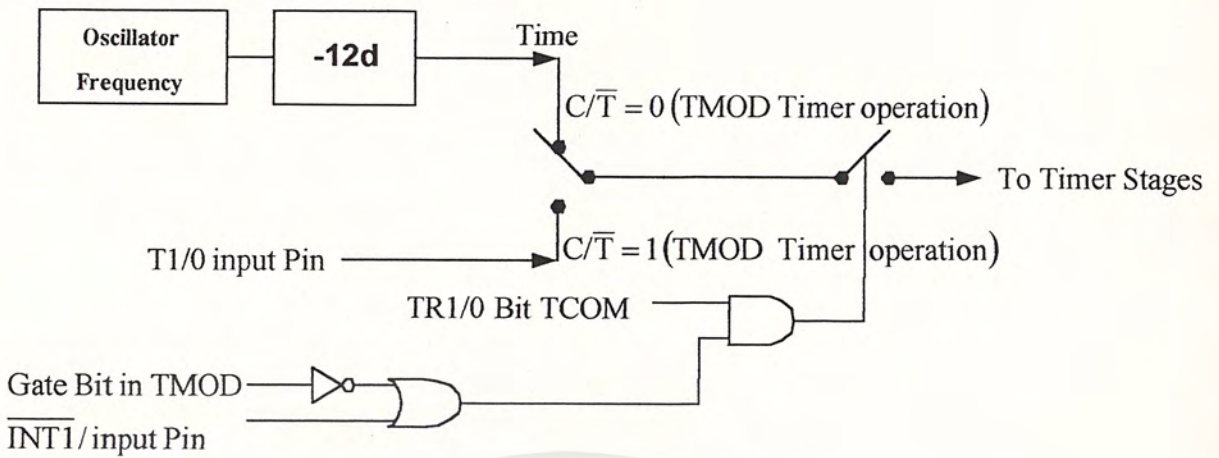 Oscillator
Frequency
-12d
Time
C/T̅ = 0 (TMOD Timer operation)
To Timer Stages
T1/0 input Pin
C/T̅ = 1 (TMOD Timer operation)
TR1/0 Bit TCOM
Gate Bit in TMOD
I̅N̅T̅1̅ / input Pin